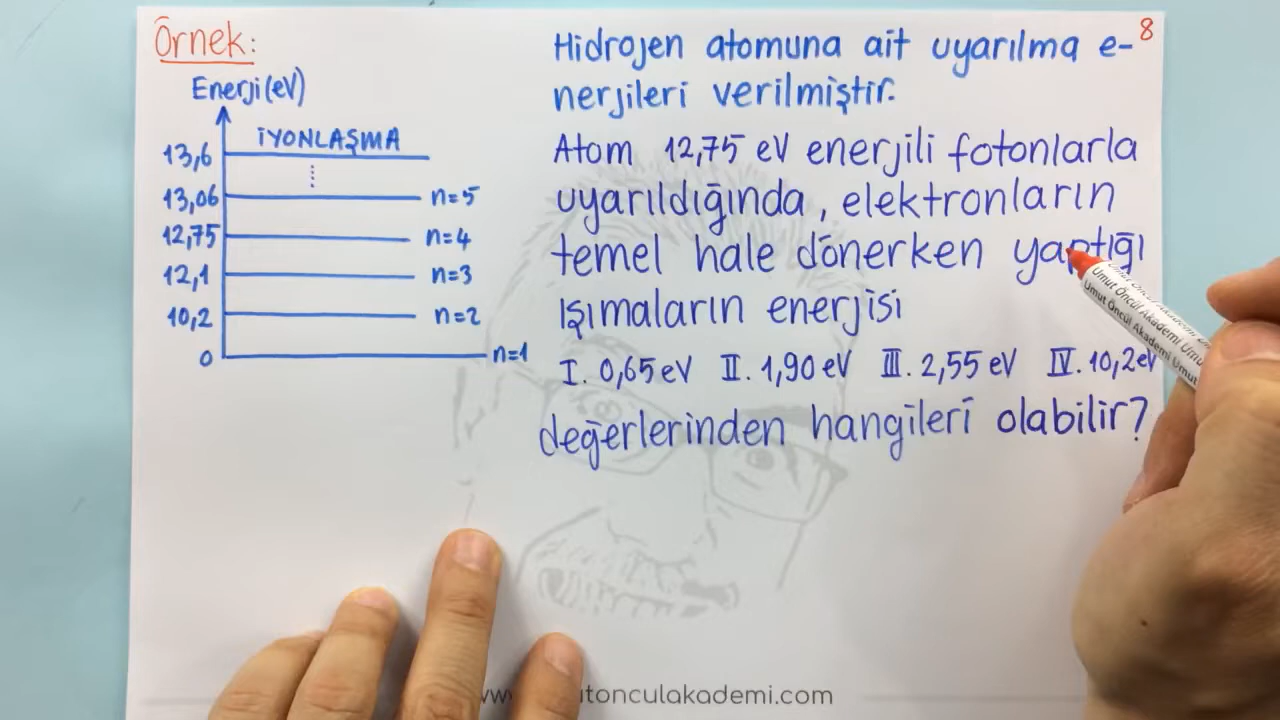 Örnek:
8
Enerji(eV)
İYONLAŞMA
13,6
13,06 n=5
12,75 n=4
12,1 n=3
10,2 n=2
0 n=1
Hidrojen atomuna ait uyarılma e-
nerjileri verilmiştir.
Atom 12,75 eV enerjili fotonlarla
uyarıldığında, elektronların
temel hale dönerken yaptığı
ışımaların enerjisi
I. 0,65 eV II. 1,90 eV III. 2,55 eV IV. 10,2 eV
değerlerinden hangileri olabilir?
Umut Öncül Akademi
Umut Öncül Akademi